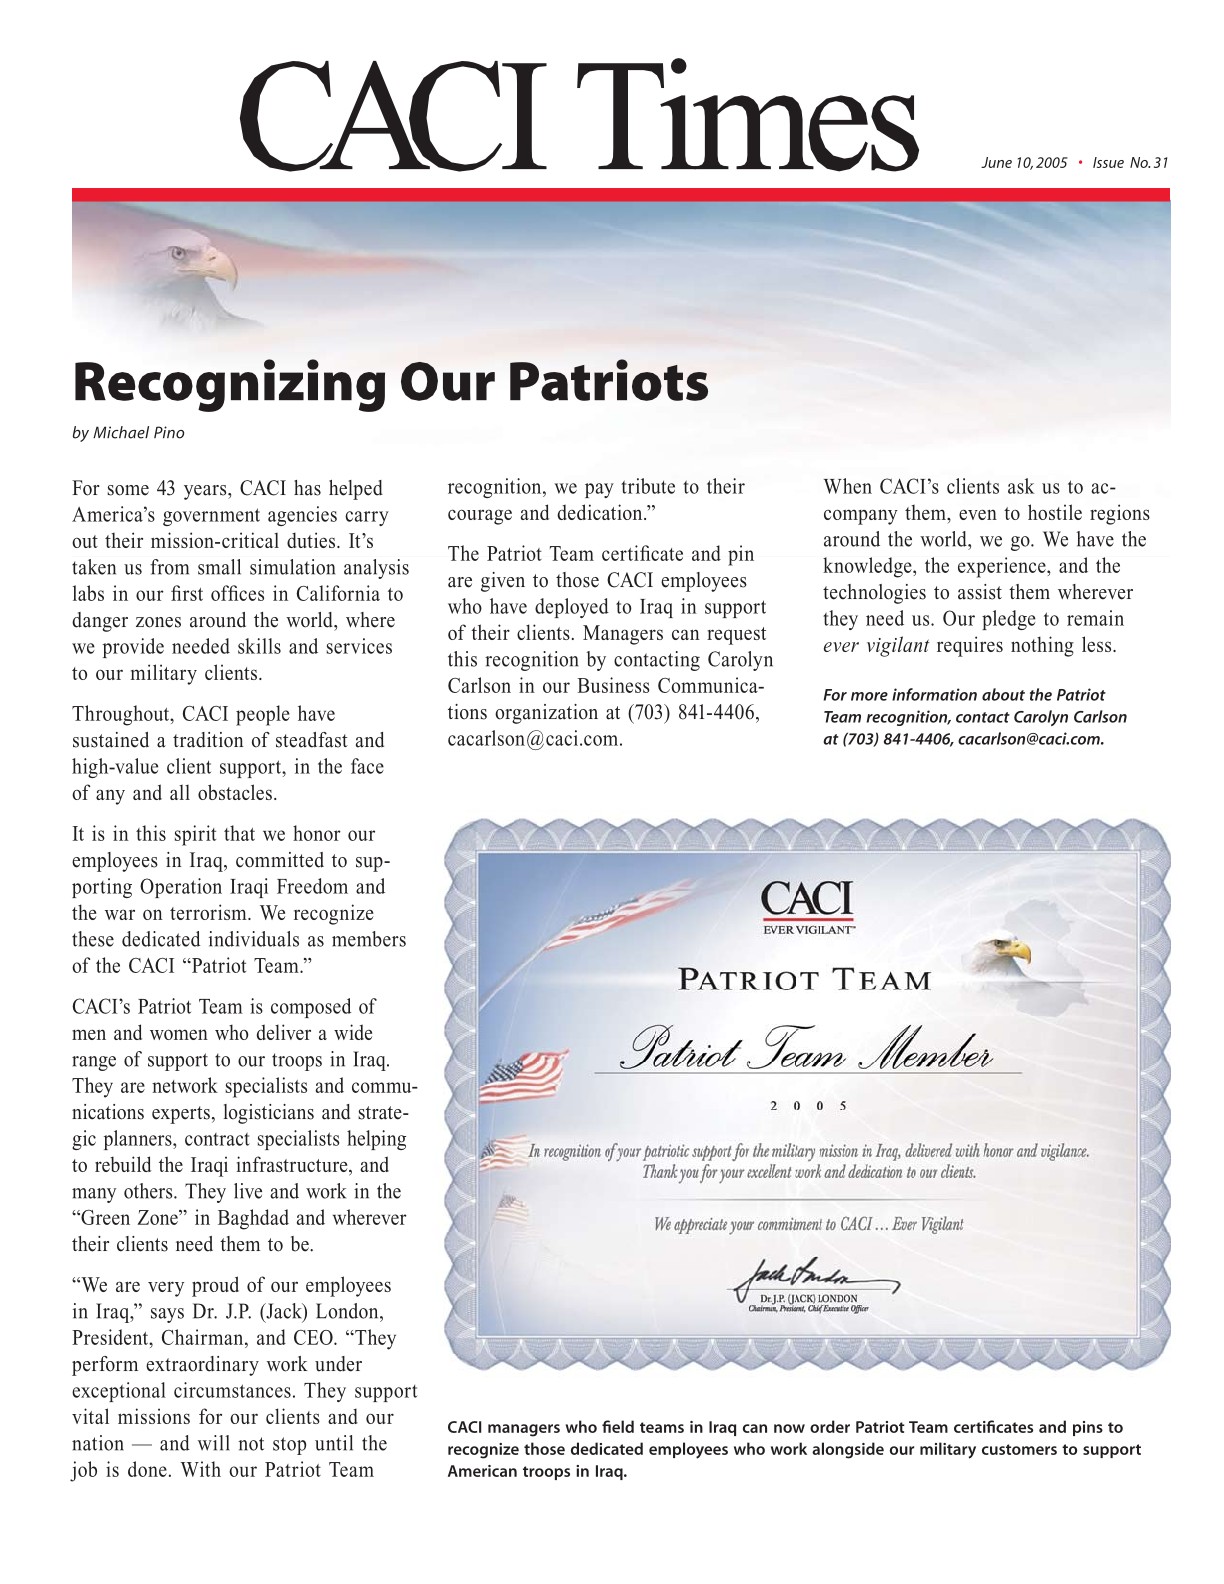 CACI Times
June 10, 2005 • Issue No. 31
Recognizing Our Patriots
by Michael Pino
For some 43 years, CACI has helped
America’s government agencies carry
out their mission-critical duties. It’s
taken us from small simulation analysis
labs in our first offices in California to
danger zones around the world, where
we provide needed skills and services
to our military clients.
Throughout, CACI people have
sustained a tradition of steadfast and
high-value client support, in the face
of any and all obstacles.
It is in this spirit that we honor our
employees in Iraq, committed to sup-
porting Operation Iraqi Freedom and
the war on terrorism. We recognize
these dedicated individuals as members
of the CACI “Patriot Team.”
CACI’s Patriot Team is composed of
men and women who deliver a wide
range of support to our troops in Iraq.
They are network specialists and commu-
nications experts, logisticians and strate-
gic planners, contract specialists helping
to rebuild the Iraqi infrastructure, and
many others. They live and work in the
“Green Zone” in Baghdad and wherever
their clients need them to be.
“We are very proud of our employees
in Iraq,” says Dr. J.P. (Jack) London,
President, Chairman, and CEO. “They
perform extraordinary work under
exceptional circumstances. They support
vital missions for our clients and our
nation — and will not stop until the
job is done. With our Patriot Team
recognition, we pay tribute to their
courage and dedication.”
The Patriot Team certificate and pin
are given to those CACI employees
who have deployed to Iraq in support
of their clients. Managers can request
this recognition by contacting Carolyn
Carlson in our Business Communica-
tions organization at (703) 841-4406,
cacarlson@caci.com.
When CACI’s clients ask us to ac-
company them, even to hostile regions
around the world, we go. We have the
knowledge, the experience, and the
technologies to assist them wherever
they need us. Our pledge to remain
ever vigilant requires nothing less.
For more information about the Patriot
Team recognition, contact Carolyn Carlson
at (703) 841-4406, cacarlson@caci.com.
CACI
EVER VIGILANT™
PATRIOT TEAM
Patriot Team Member
2 0 0 5
In recognition of your patriotic support for the military mission in Iraq, delivered with honor and vigilance.
Thank you for your excellent work and dedication to our clients.
We appreciate your commitment to CACI … Ever Vigilant
Jack London
Dr. J.P. (JACK) LONDON
Chairman, President, Chief Executive Officer
CACI managers who field teams in Iraq can now order Patriot Team certificates and pins to
recognize those dedicated employees who work alongside our military customers to support
American troops in Iraq.